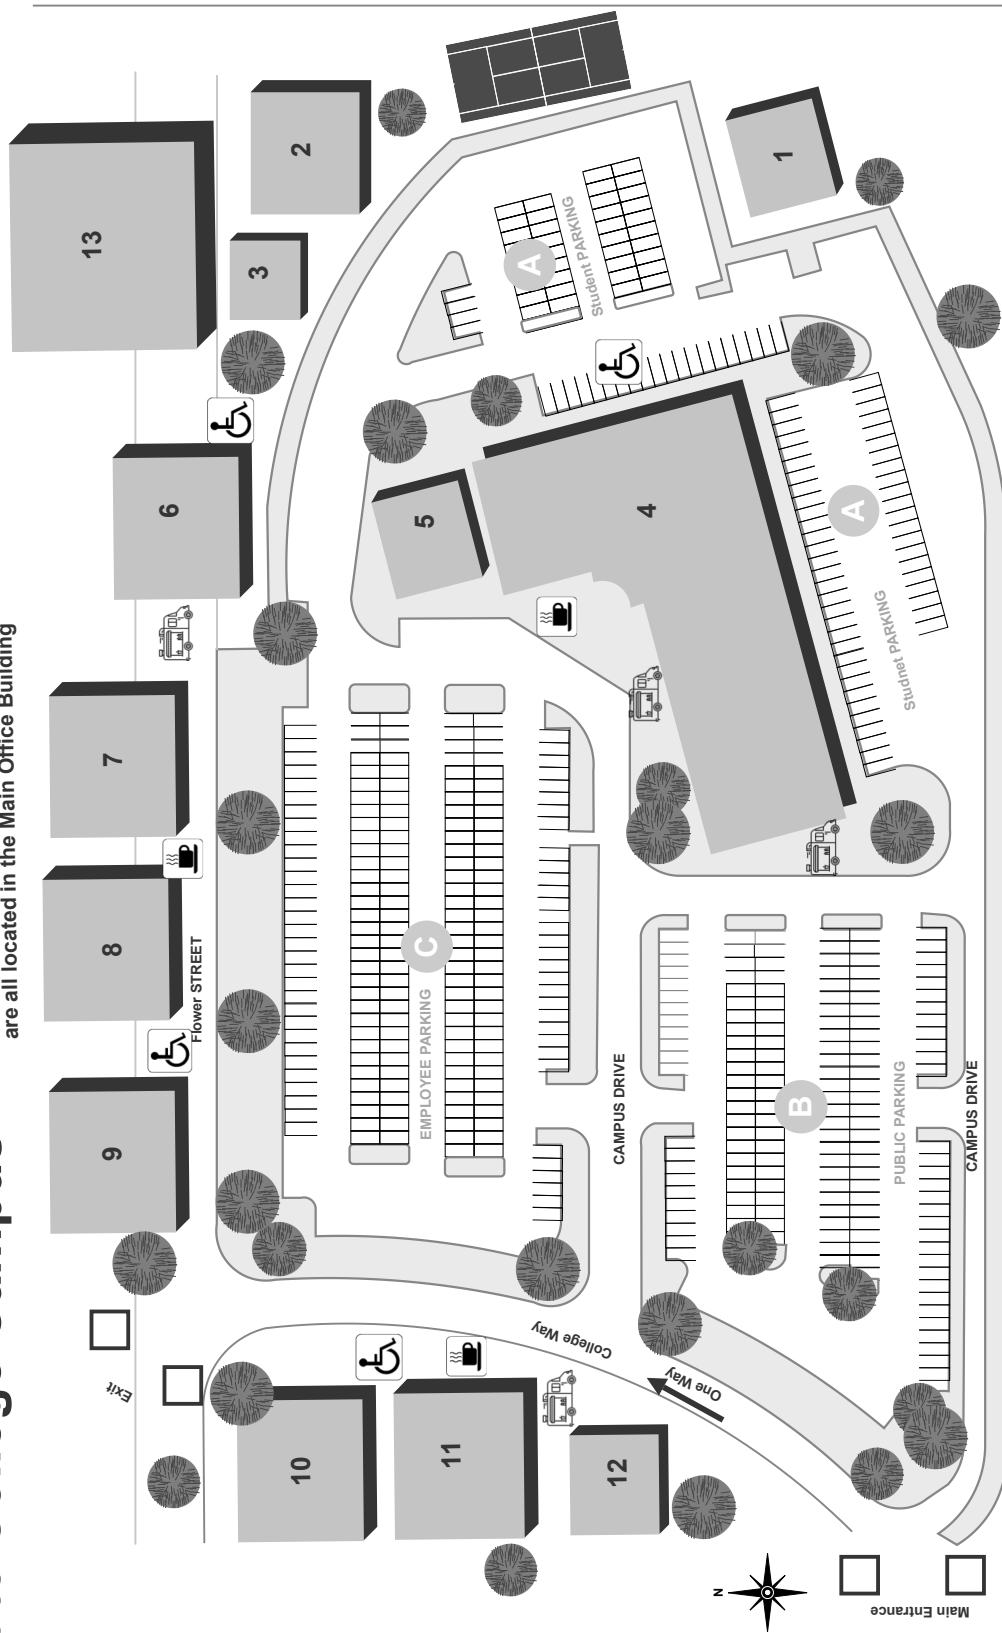 are all located in the Main Office Building
13
2
3
6
7
8
9
Flower STREET
Exit
10
11
12
College Way
One Way
EMPLOYEE PARKING
C
5
4
A
Student PARKING
1
CAMPUS DRIVE
B
PUBLIC PARKING
A
Studnet PARKING
CAMPUS DRIVE
N
Main Entrance